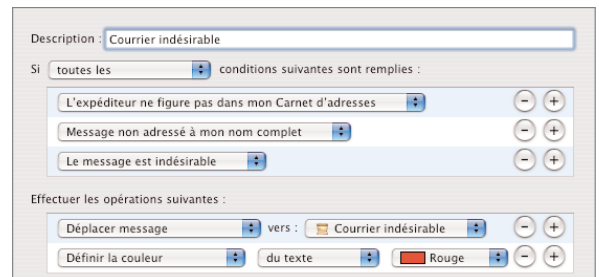 Description : Courrier indésirable
Si toutes les conditions suivantes sont remplies :
L'expéditeur ne figure pas dans mon Carnet d'adresses
Message non adressé à mon nom complet
Le message est indésirable
Effectuer les opérations suivantes :
Déplacer message vers : Courrier indésirable
Définir la couleur du texte Rouge